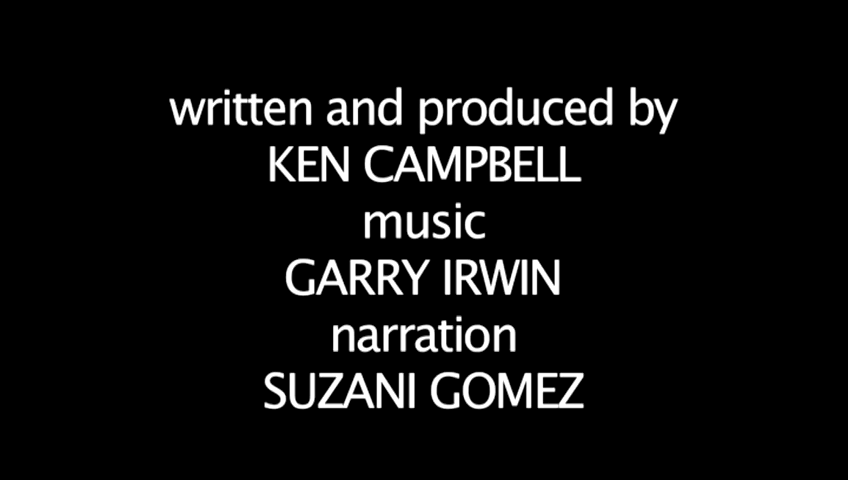 written and produced by
KEN CAMPBELL
music
GARRY IRWIN
narration
SUZANI GOMEZ